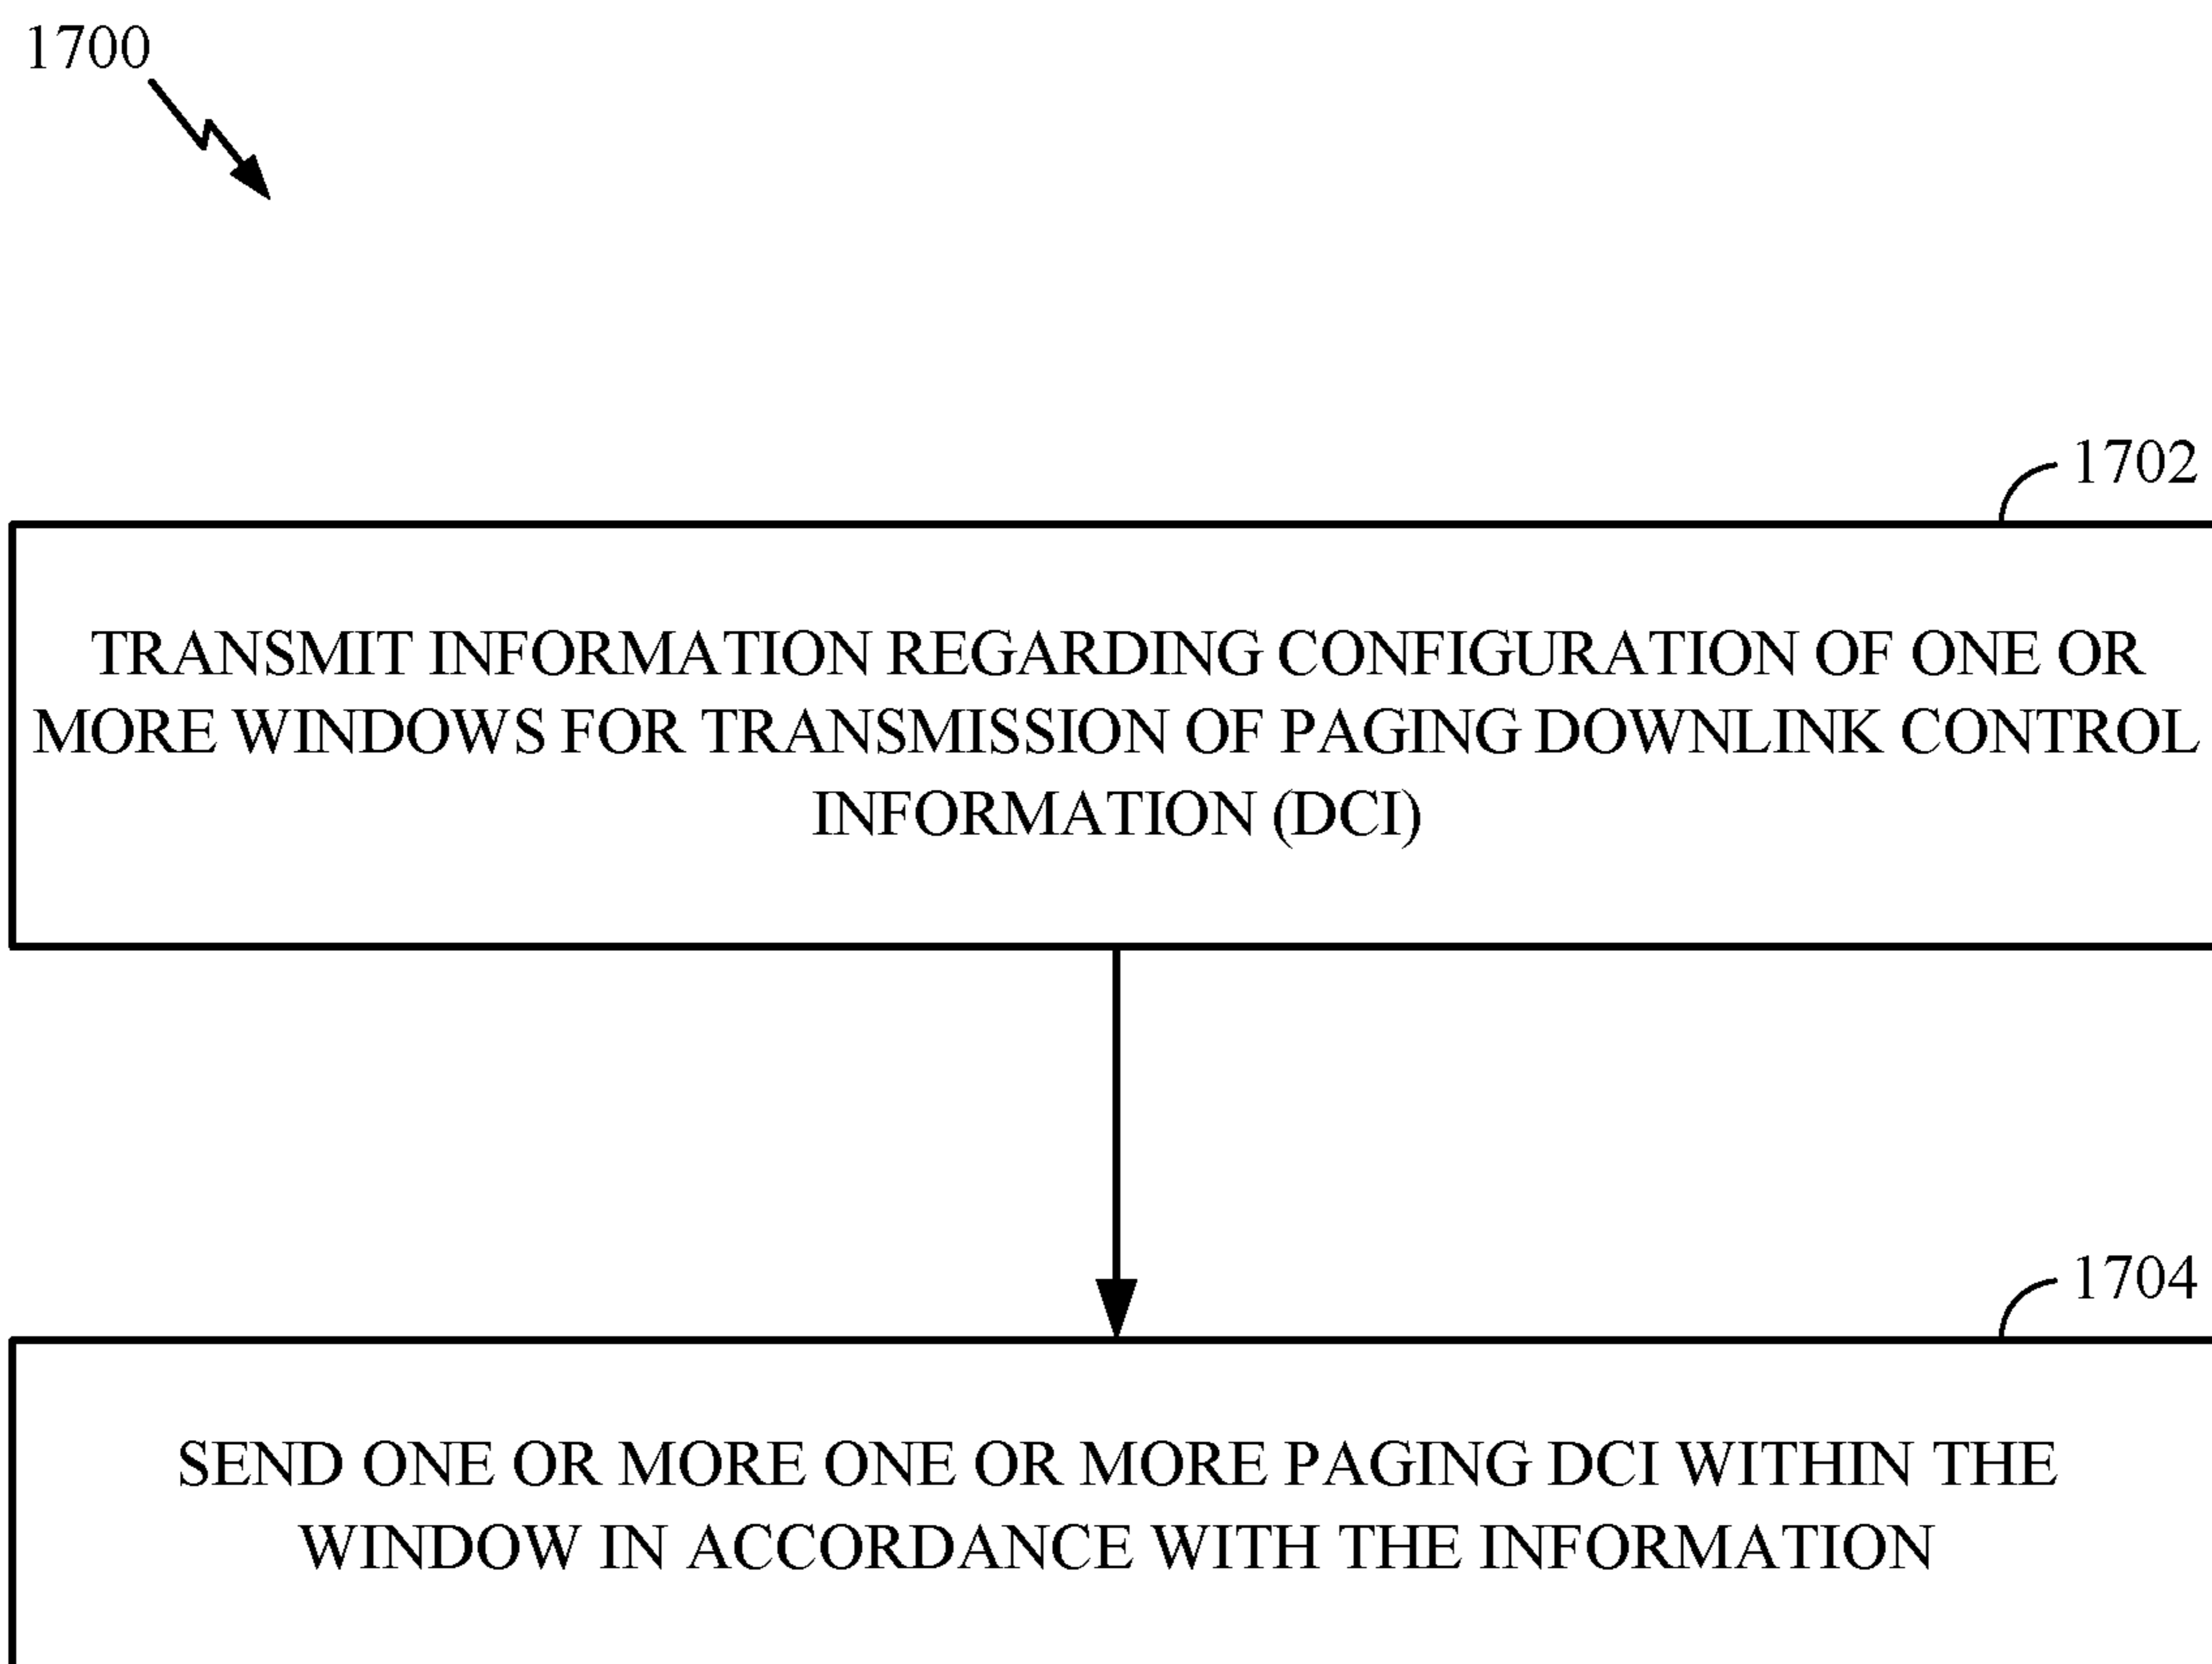 1700
1702
TRANSMIT INFORMATION REGARDING CONFIGURATION OF ONE OR
MORE WINDOWS FOR TRANSMISSION OF PAGING DOWNLINK CONTROL
INFORMATION (DCI)
1704
SEND ONE OR MORE ONE OR MORE PAGING DCI WITHIN THE
WINDOW IN ACCORDANCE WITH THE INFORMATION